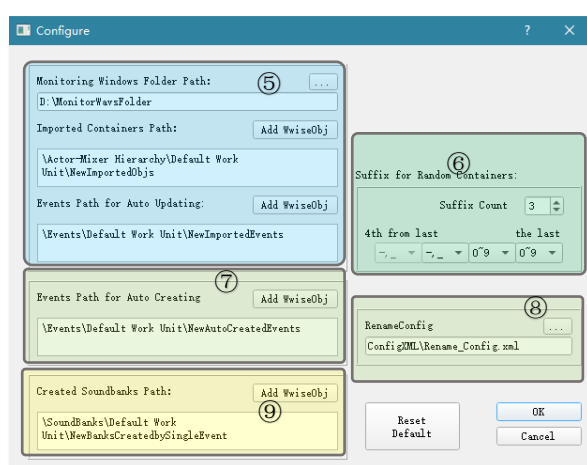 Configure
?
×
Monitoring Windows Folder Path:
⑤
...
D:\MonitorWavsFolder
Imported Containers Path:
Add WwiseObj
\Actor-Mixer Hierarchy\Default Work
Unit\NewImportedObjs
Events Path for Auto Updating:
Add WwiseObj
\Events\Default Work Unit\NewImportedEvents
⑥
Suffix for Random Containers:
Suffix Count
3
4th from last
the last
-,_
-,_
0~9
0~9
⑦
Events Path for Auto Creating
Add WwiseObj
\Events\Default Work Unit\NewAutoCreatedEvents
⑧
RenameConfig
...
ConfigXML\Rename_Config.xml
Created Soundbanks Path:
Add WwiseObj
⑨
\SoundBanks\Default Work
Unit\NewBanksCreatedbySingleEvent
Reset
Default
OK
Cancel